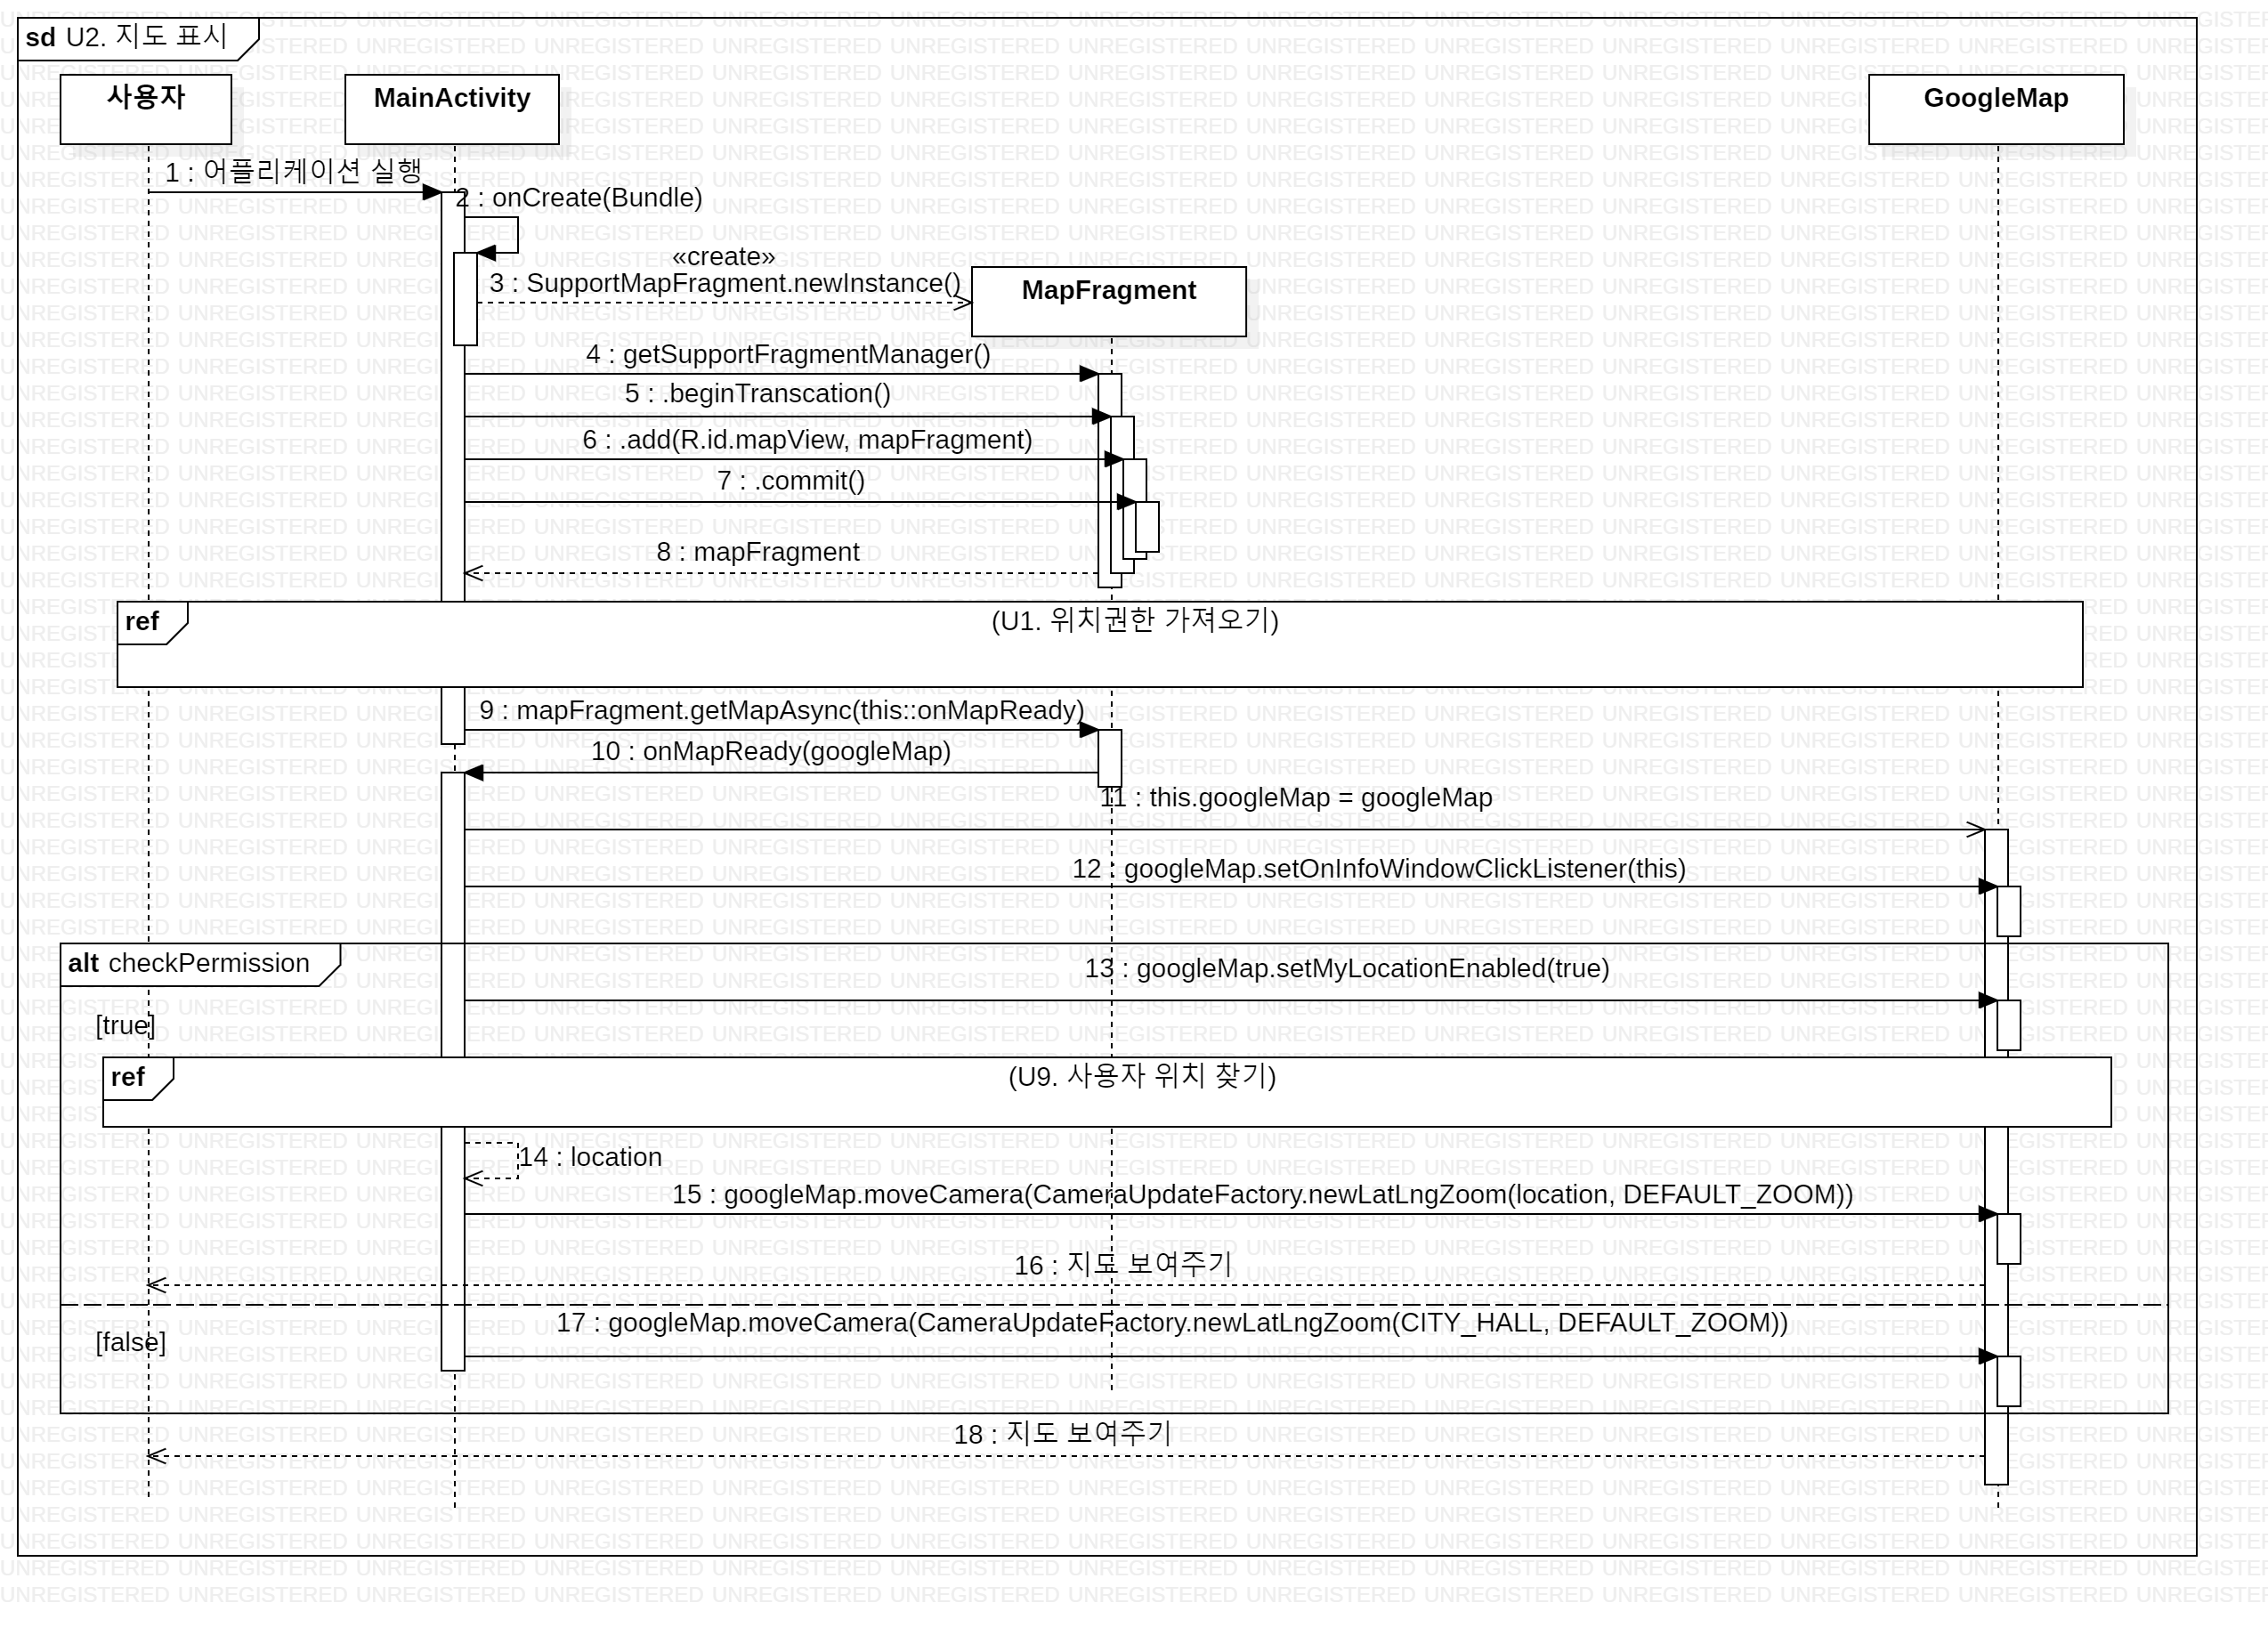 sd U2. 지도 표시
사용자
MainActivity
GoogleMap
1 : 어플리케이션 실행
2 : onCreate(Bundle)
«create»
3 : SupportMapFragment.newInstance()
MapFragment
4 : getSupportFragmentManager()
5 : .beginTranscation()
6 : .add(R.id.mapView, mapFragment)
7 : .commit()
8 : mapFragment
ref
(U1. 위치권한 가져오기)
9 : mapFragment.getMapAsync(this::onMapReady)
10 : onMapReady(googleMap)
11 : this.googleMap = googleMap
12 : googleMap.setOnInfoWindowClickListener(this)
alt checkPermission
13 : googleMap.setMyLocationEnabled(true)
[true]
ref
(U9. 사용자 위치 찾기)
14 : location
15 : googleMap.moveCamera(CameraUpdateFactory.newLatLngZoom(location, DEFAULT_ZOOM))
16 : 지도 보여주기
17 : googleMap.moveCamera(CameraUpdateFactory.newLatLngZoom(CITY_HALL, DEFAULT_ZOOM))
[false]
18 : 지도 보여주기